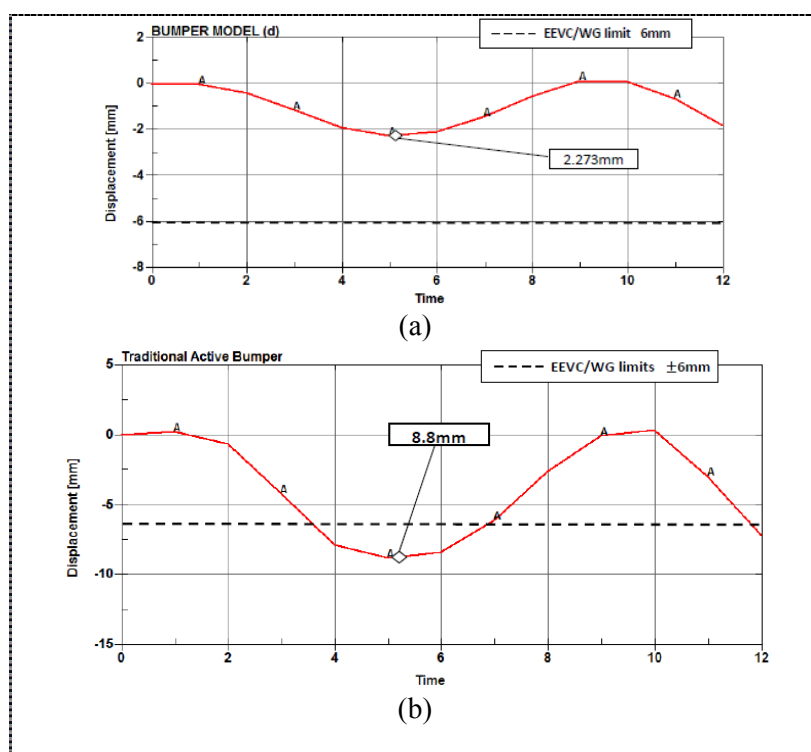 BUMPER MODEL (d)
EEVC/WG limit 6mm
2
0
-2
-4
-6
-8
Displacement [mm]
A
A
A
A
A
A
2.273mm
0 2 4 6 8 10 12
Time
(a)
Traditional Active Bumper
EEVC/WG limits ±6mm
5
0
-5
-10
-15
Displacement [mm]
A
A
A
A
A
A
8.8mm
0 2 4 6 8 10 12
Time
(b)